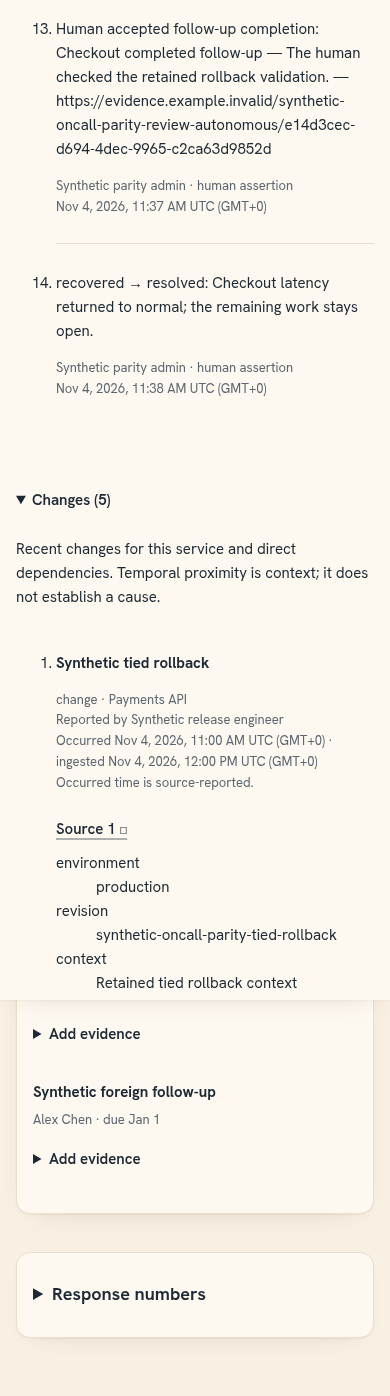 13. Human accepted follow-up completion:
Checkout completed follow-up — The human
checked the retained rollback validation. —
https://evidence.example.invalid/synthetic-
oncall-parity-review-autonomous/e14d3cec-
d694-4dec-9965-c2ca63d9852d
Synthetic parity admin · human assertion
Nov 4, 2026, 11:37 AM UTC (GMT+0)
14. recovered → resolved: Checkout latency
returned to normal; the remaining work stays
open.
Synthetic parity admin · human assertion
Nov 4, 2026, 11:38 AM UTC (GMT+0)
▼ Changes (5)
Recent changes for this service and direct
dependencies. Temporal proximity is context; it does
not establish a cause.
1. Synthetic tied rollback
change · Payments API
Reported by Synthetic release engineer
Occurred Nov 4, 2026, 11:00 AM UTC (GMT+0) ·
ingested Nov 4, 2026, 12:00 PM UTC (GMT+0)
Occurred time is source-reported.
Source 1
environment
production
revision
synthetic-oncall-parity-tied-rollback
context
Retained tied rollback context
▶ Add evidence
Synthetic foreign follow-up
Alex Chen · due Jan 1
▶ Add evidence
▶ Response numbers